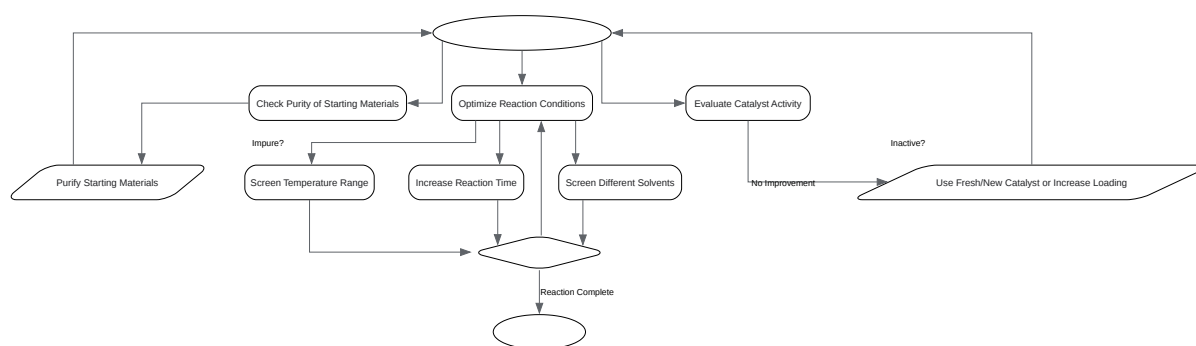 Check Purity of Starting Materials
Optimize Reaction Conditions
Evaluate Catalyst Activity
Impure?
Inactive?
Purify Starting Materials
Screen Temperature Range
Increase Reaction Time
Screen Different Solvents
No Improvement
Use Fresh/New Catalyst or Increase Loading
Reaction Complete